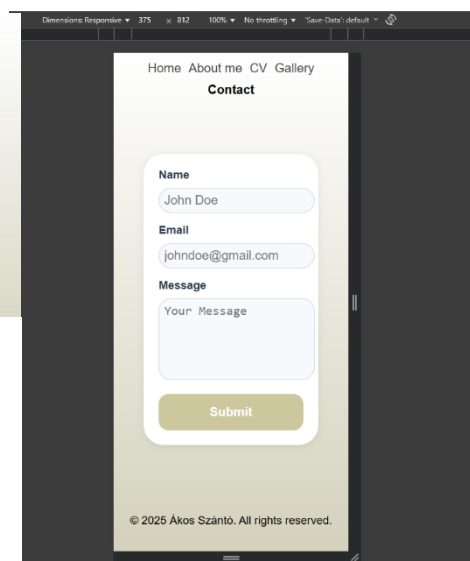 Dimensions: Responsive ▼ 375 × 812 100% ▼ No throttling ▼ 'Save-Data': default ▼
Home About me CV Gallery
Contact
Name
John Doe
Email
johndoe@gmail.com
Message
Your Message
Submit
© 2025 Ákos Szántó. All rights reserved.